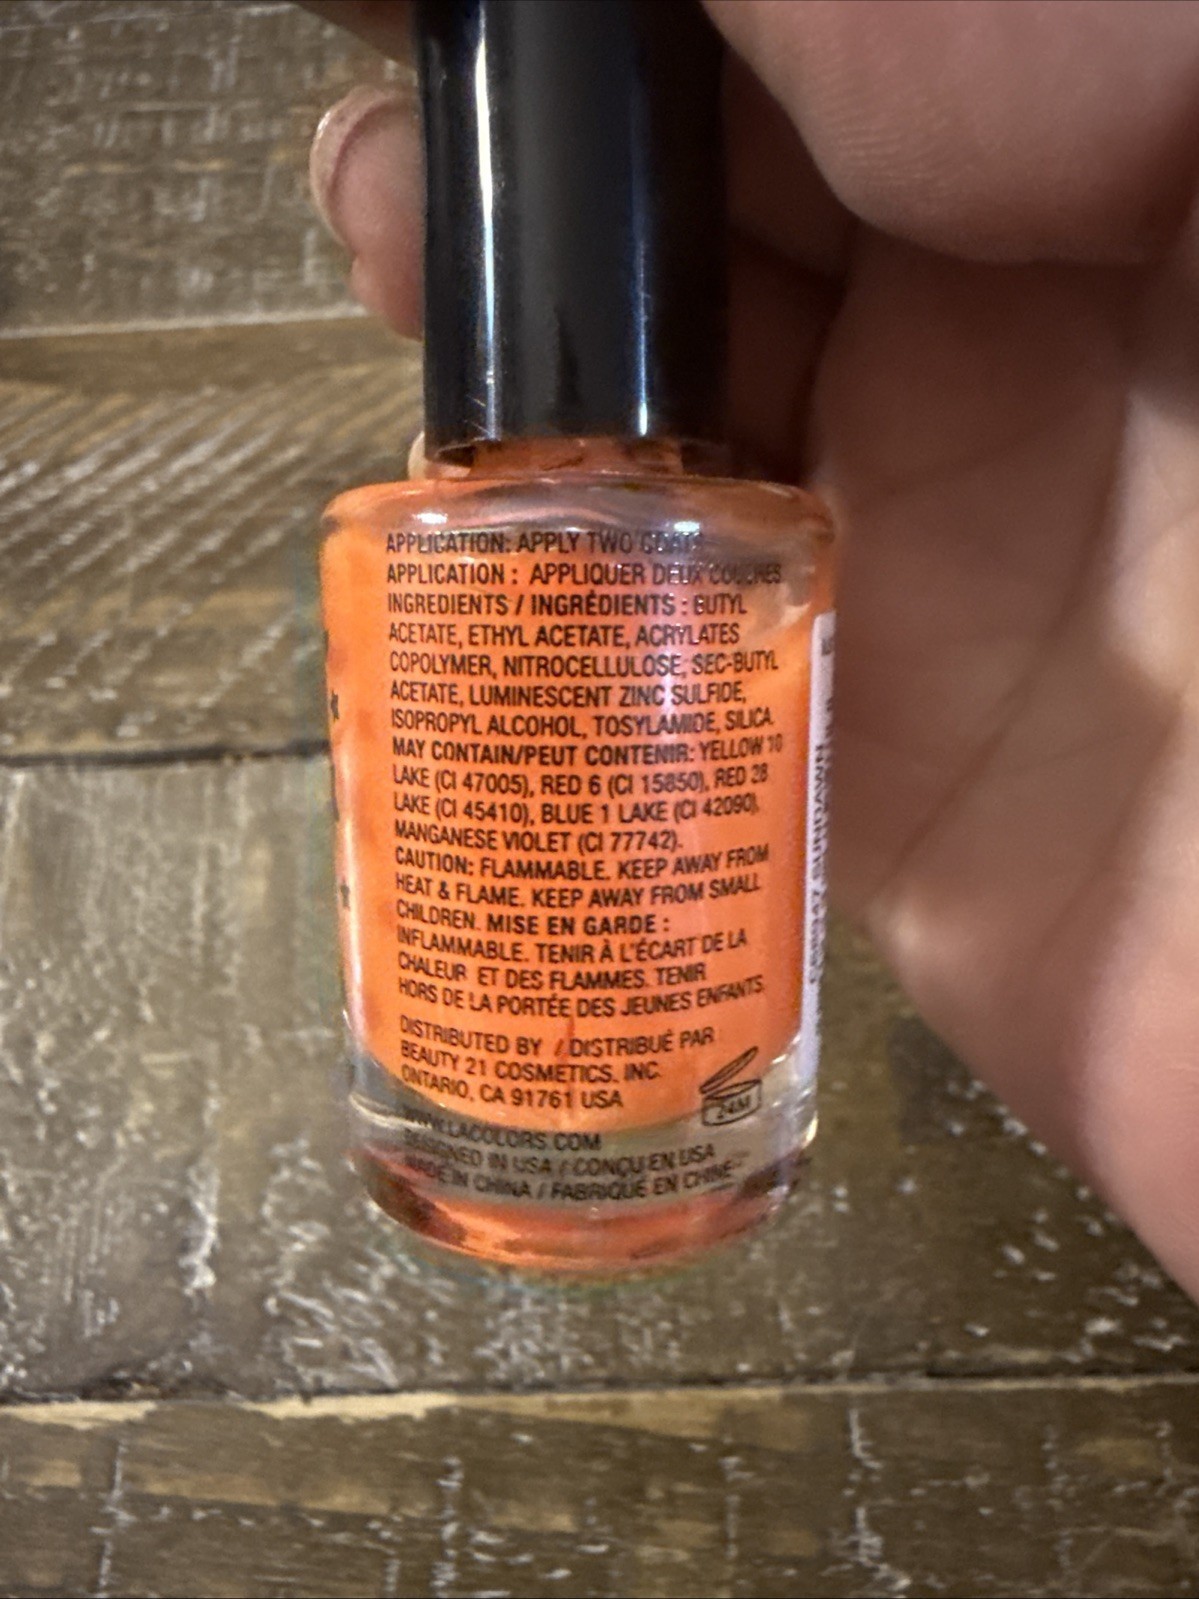 APPLICATION: APPLY TWO COATS
APPLICATION : APPLIQUER DEUX COUCHES
INGREDIENTS / INGRÉDIENTS : BUTYL
ACETATE, ETHYL ACETATE, ACRYLATES
COPOLYMER, NITROCELLULOSE, SEC-BUTYL
ACETATE, LUMINESCENT ZINC SULFIDE,
ISOPROPYL ALCOHOL, TOSYLAMIDE, SILICA
MAY CONTAIN/PEUT CONTENIR: YELLOW 10
LAKE (CI 47005), RED 6 (CI 15850), RED 28
LAKE (CI 45410), BLUE 1 LAKE (CI 42090),
MANGANESE VIOLET (CI 77742).
CAUTION: FLAMMABLE. KEEP AWAY FROM
HEAT & FLAME. KEEP AWAY FROM SMALL
CHILDREN. MISE EN GARDE :
INFLAMMABLE. TENIR À L'ÉCART DE LA
CHALEUR ET DES FLAMMES. TENIR
HORS DE LA PORTÉE DES JEUNES ENFANTS.
DISTRIBUTED BY / DISTRIBUÉ PAR
BEAUTY 21 COSMETICS, INC.
ONTARIO, CA 91761 USA
24M
WWW.LACOLORS.COM
DESIGNED IN USA / CONÇU EN USA
MADE IN CHINA / FABRIQUÉ EN CHINE
SUNDAWN